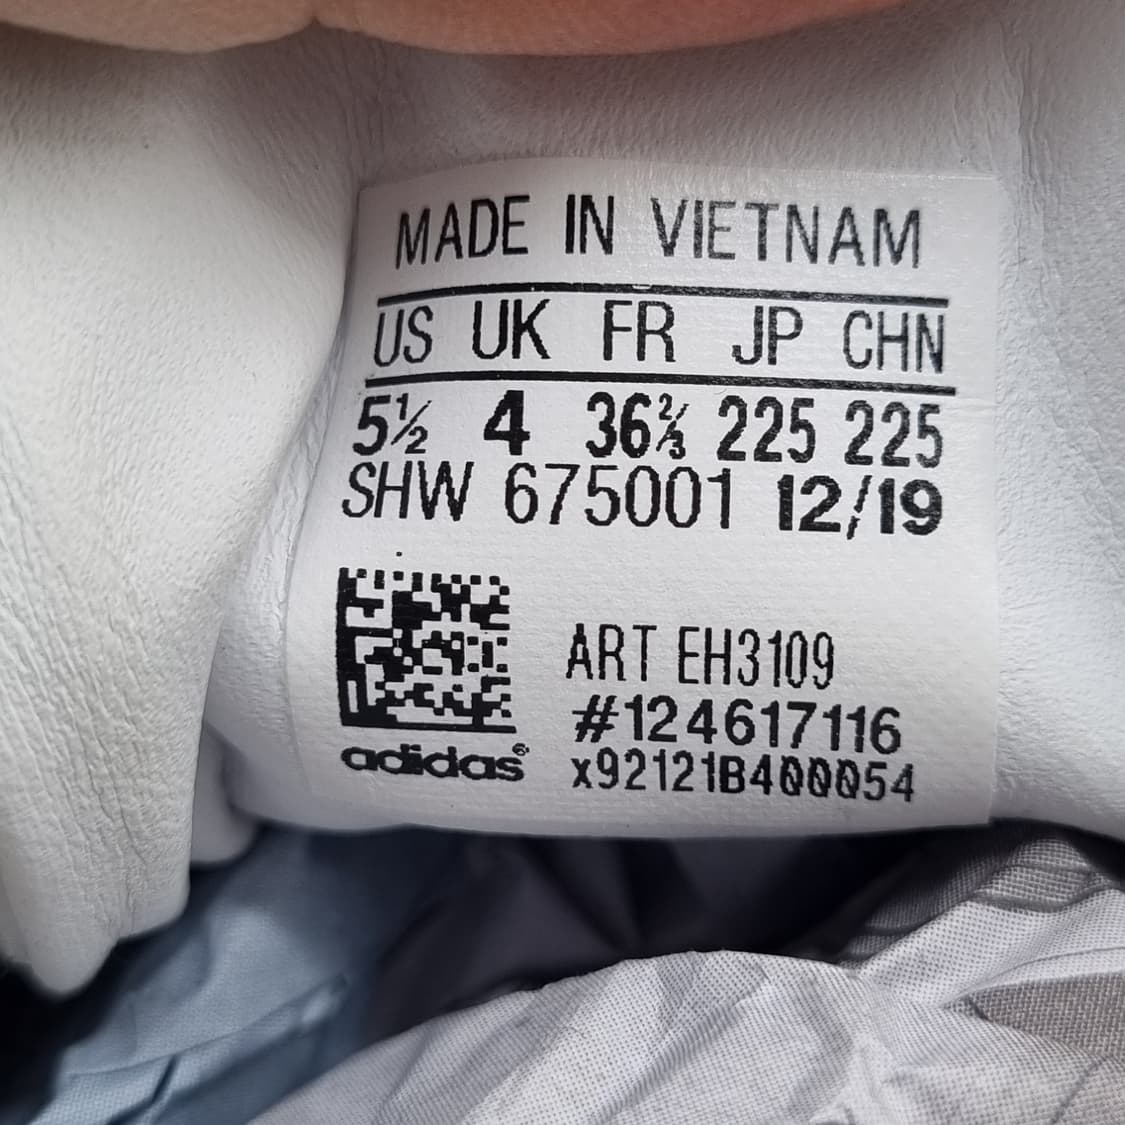 MADE IN VIETNAM
US UK FR JP CHN
5½ 4 36⅔ 225 225
SHW 675001 12/19
ART EH3109
#124617116
adidas® x92121B400054